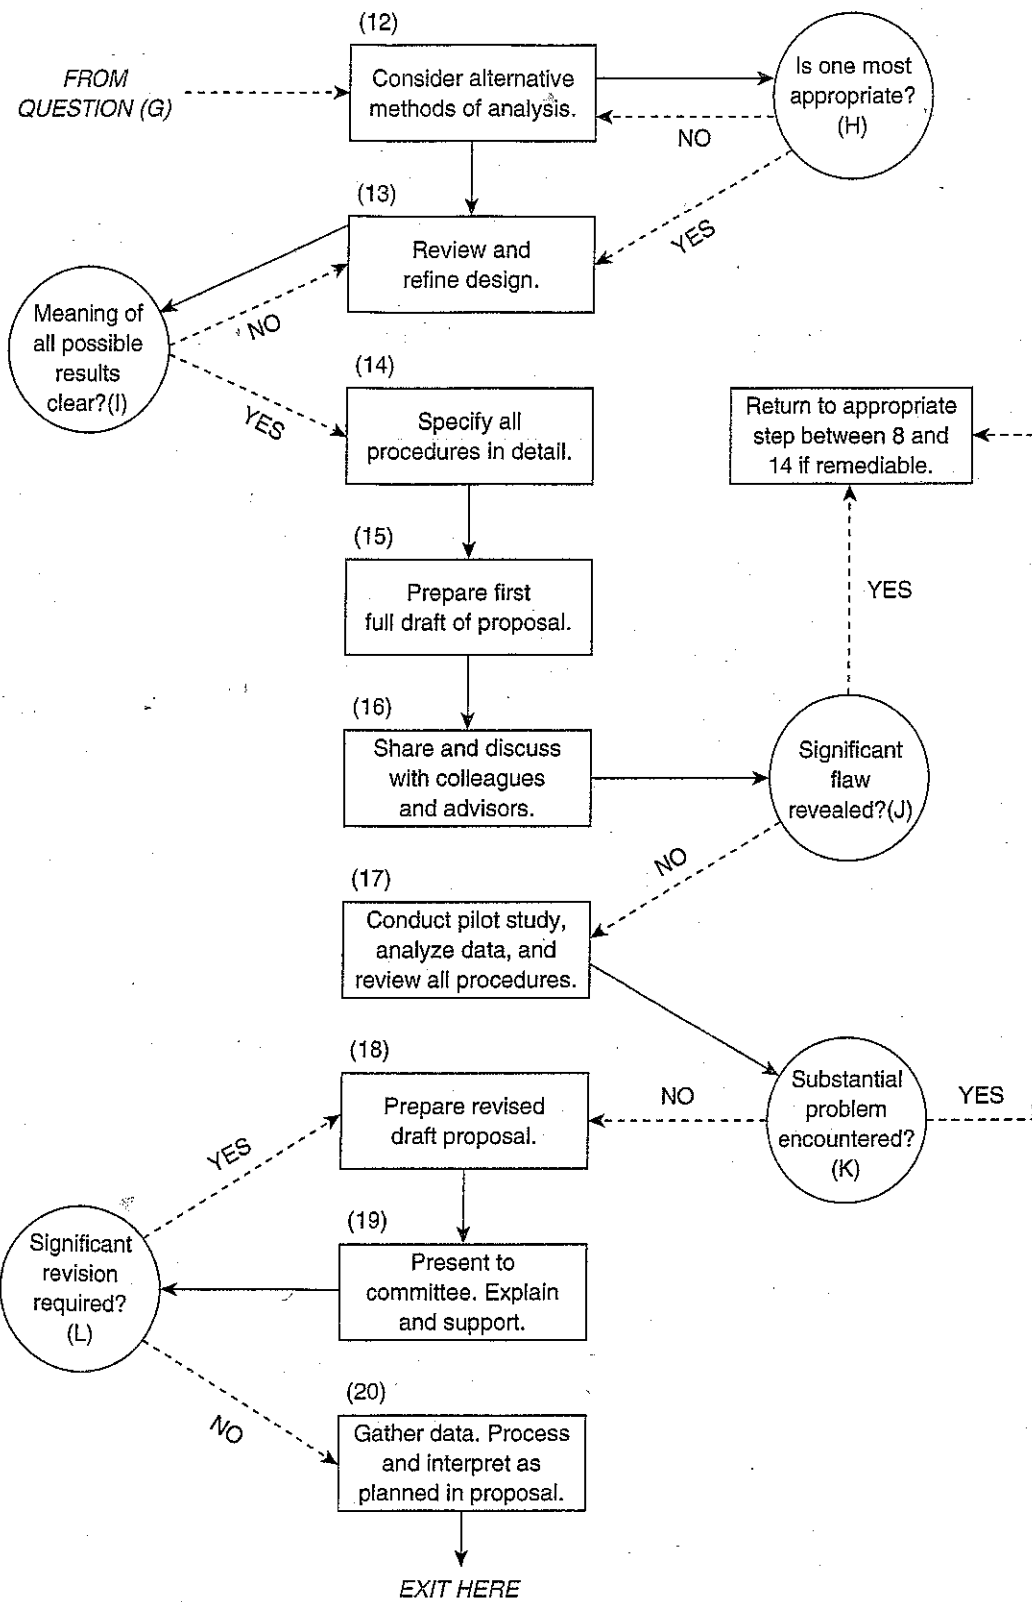 (12)
FROM
QUESTION (G)
Consider alternative
methods of analysis.
Is one most
appropriate?
(H)
NO
YES
(13)
Review and
refine design.
Meaning of
all possible
results
clear?(I)
NO
YES
(14)
Specify all
procedures in detail.
Return to appropriate
step between 8 and
14 if remediable.
YES
(15)
Prepare first
full draft of proposal.
(16)
Share and discuss
with colleagues
and advisors.
Significant
flaw
revealed?(J)
NO
(17)
Conduct pilot study,
analyze data, and
review all procedures.
(18)
Prepare revised
draft proposal.
NO
Substantial
problem
encountered?
(K)
YES
YES
(19)
Present to
committee. Explain
and support.
Significant
revision
required?
(L)
NO
(20)
Gather data. Process
and interpret as
planned in proposal.
EXIT HERE